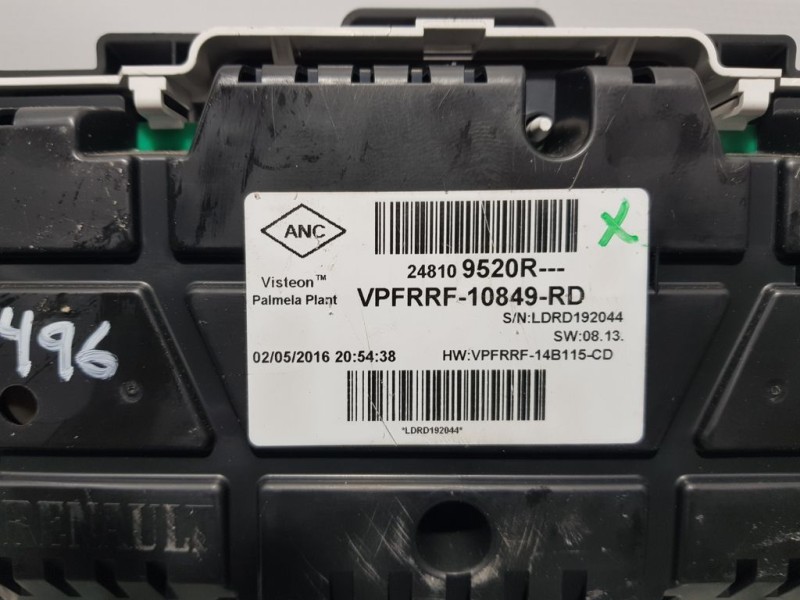 ANC
24810 9520R---
Visteon™
Palmela Plant
VPFRRF-10849-RD
S/N:LDRD192044
SW:08.13.
02/05/2016 20:54:38
HW:VPFRRF-14B115-CD
*LDRD192044*
X
496
RENAULT